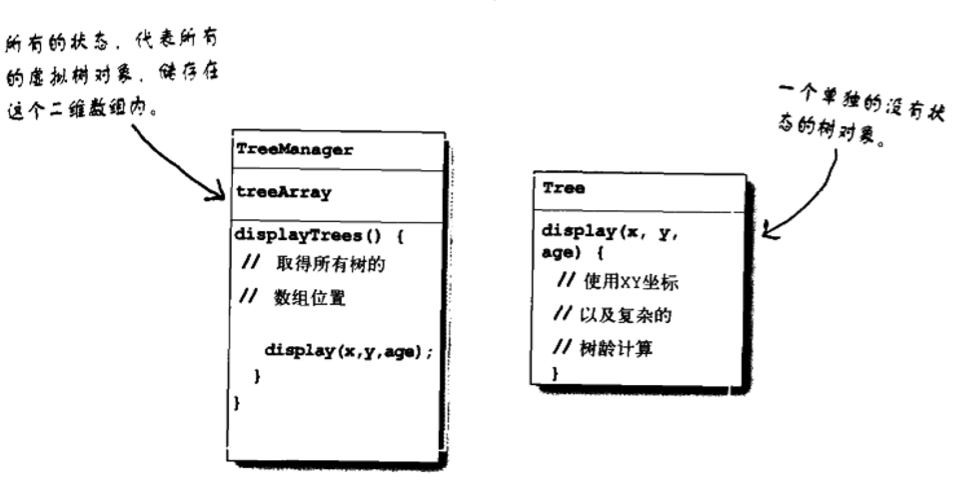 所有的状态，代表所有
的虚拟树对象，储存在
这个二维数组内。
TreeManager
treeArray
displayTrees() {
// 取得所有树的
// 数组位置
display(x,y,age);
}
}
一个单独的没有状
态的树对象。
Tree
display(x, y,
age) {
// 使用XY坐标
// 以及复杂的
// 树龄计算
}